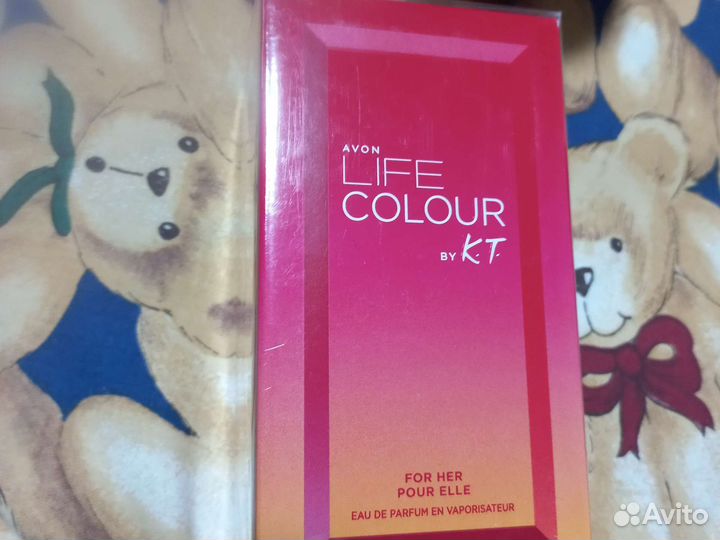 AVON
LIFE
COLOUR
BY K.T.
FOR HER
POUR ELLE
EAU DE PARFUM EN VAPORISATEUR
Avito